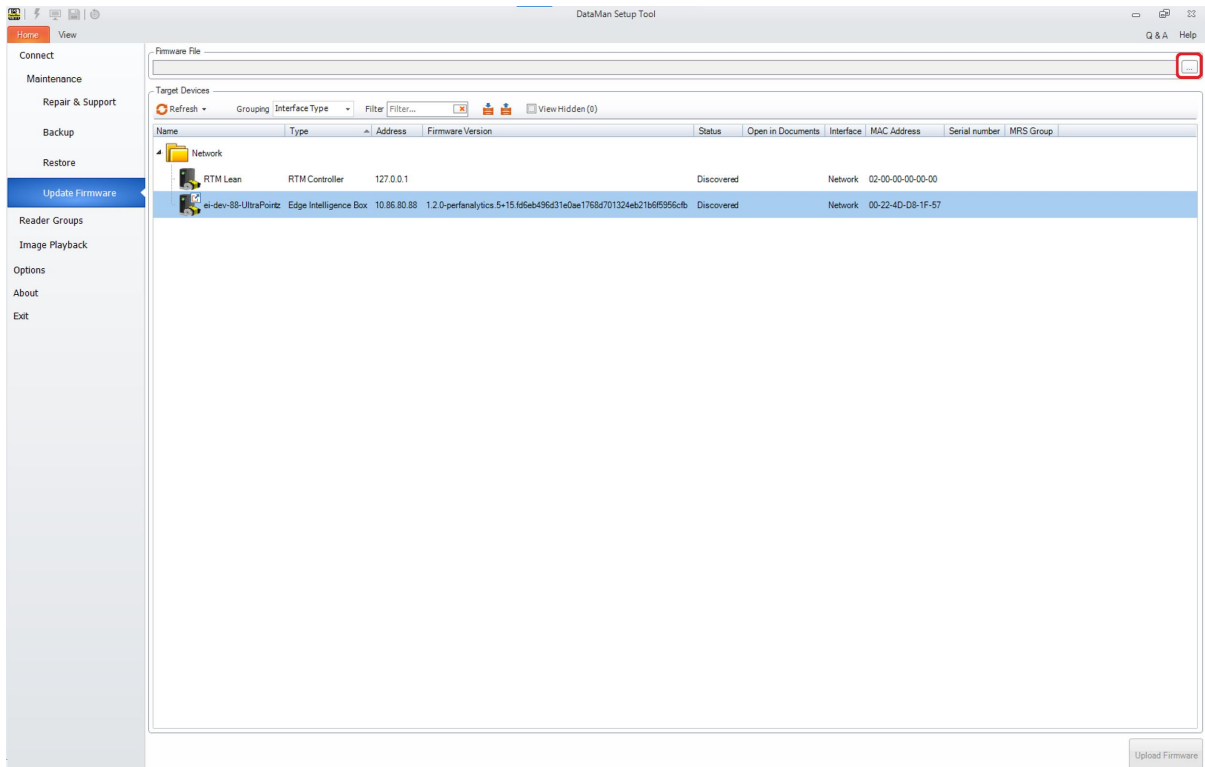 DataMan Setup Tool
Home View Q & A Help
Connect
Maintenance
Repair & Support
Backup
Restore
Update Firmware
Reader Groups
Image Playback
Options
About
Exit
Firmware File
...
Target Devices
Refresh Grouping Interface Type Filter Filter... View Hidden (0)
Name Type Address Firmware Version Status Open in Documents Interface MAC Address Serial number MRS Group
Network
RTM Lean RTM Controller 127.0.0.1 Discovered Network 02-00-00-00-00-00
ei-dev-88-UltraPointz Edge Intelligence Box 10.86.80.88 1.2.0-perfanalytics.5+15.fd6eb496d31e0ae1768d701324eb21b6f5956cfb Discovered Network 00-22-4D-D8-1F-57
Upload Firmware